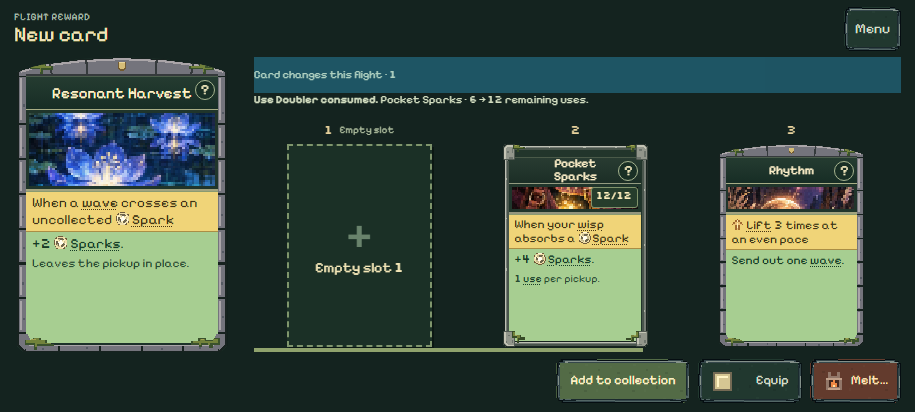 FLIGHT REWARD
New card
Menu
Resonant Harvest ?
When a wave crosses an
uncollected Spark
+2 Sparks.
Leaves the pickup in place.
Card changes this flight · 1
Use Doubler consumed. Pocket Sparks · 6 → 12 remaining uses.
1 Empty slot
+
Empty slot 1
2
Pocket
Sparks
?
12/12
When your wisp
absorbs a Spark
+4 Sparks.
1 use per pickup.
3
Rhythm ?
Lift 3 times at
an even pace
Send out one wave.
Add to collection
Equip
Melt...